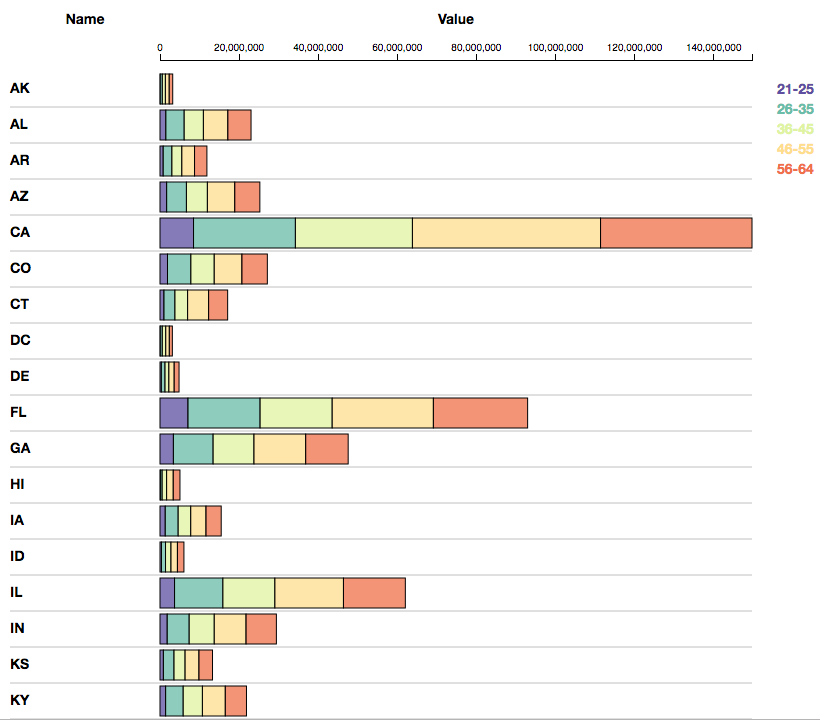 Name Value
0 20,000,000 40,000,000 60,000,000 80,000,000 100,000,000 120,000,000 140,000,000
AK
21-25
26-35
36-45
46-55
56-64
AL
AR
AZ
CA
CO
CT
DC
DE
FL
GA
HI
IA
ID
IL
IN
KS
KY